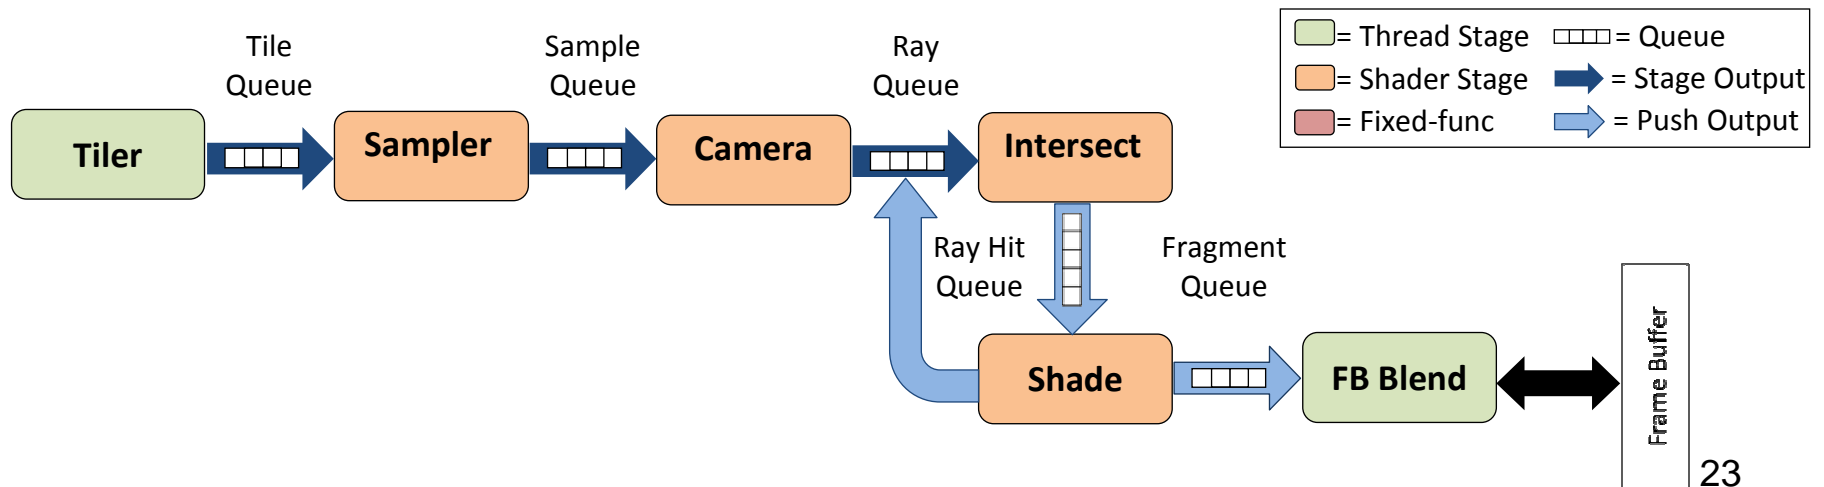 Tile
Queue
Sample
Queue
Ray
Queue
= Thread Stage
= Queue
= Shader Stage
= Stage Output
= Fixed-func
= Push Output
Tiler
Sampler
Camera
Intersect
Ray Hit
Queue
Fragment
Queue
Shade
FB Blend
Frame Buffer
23